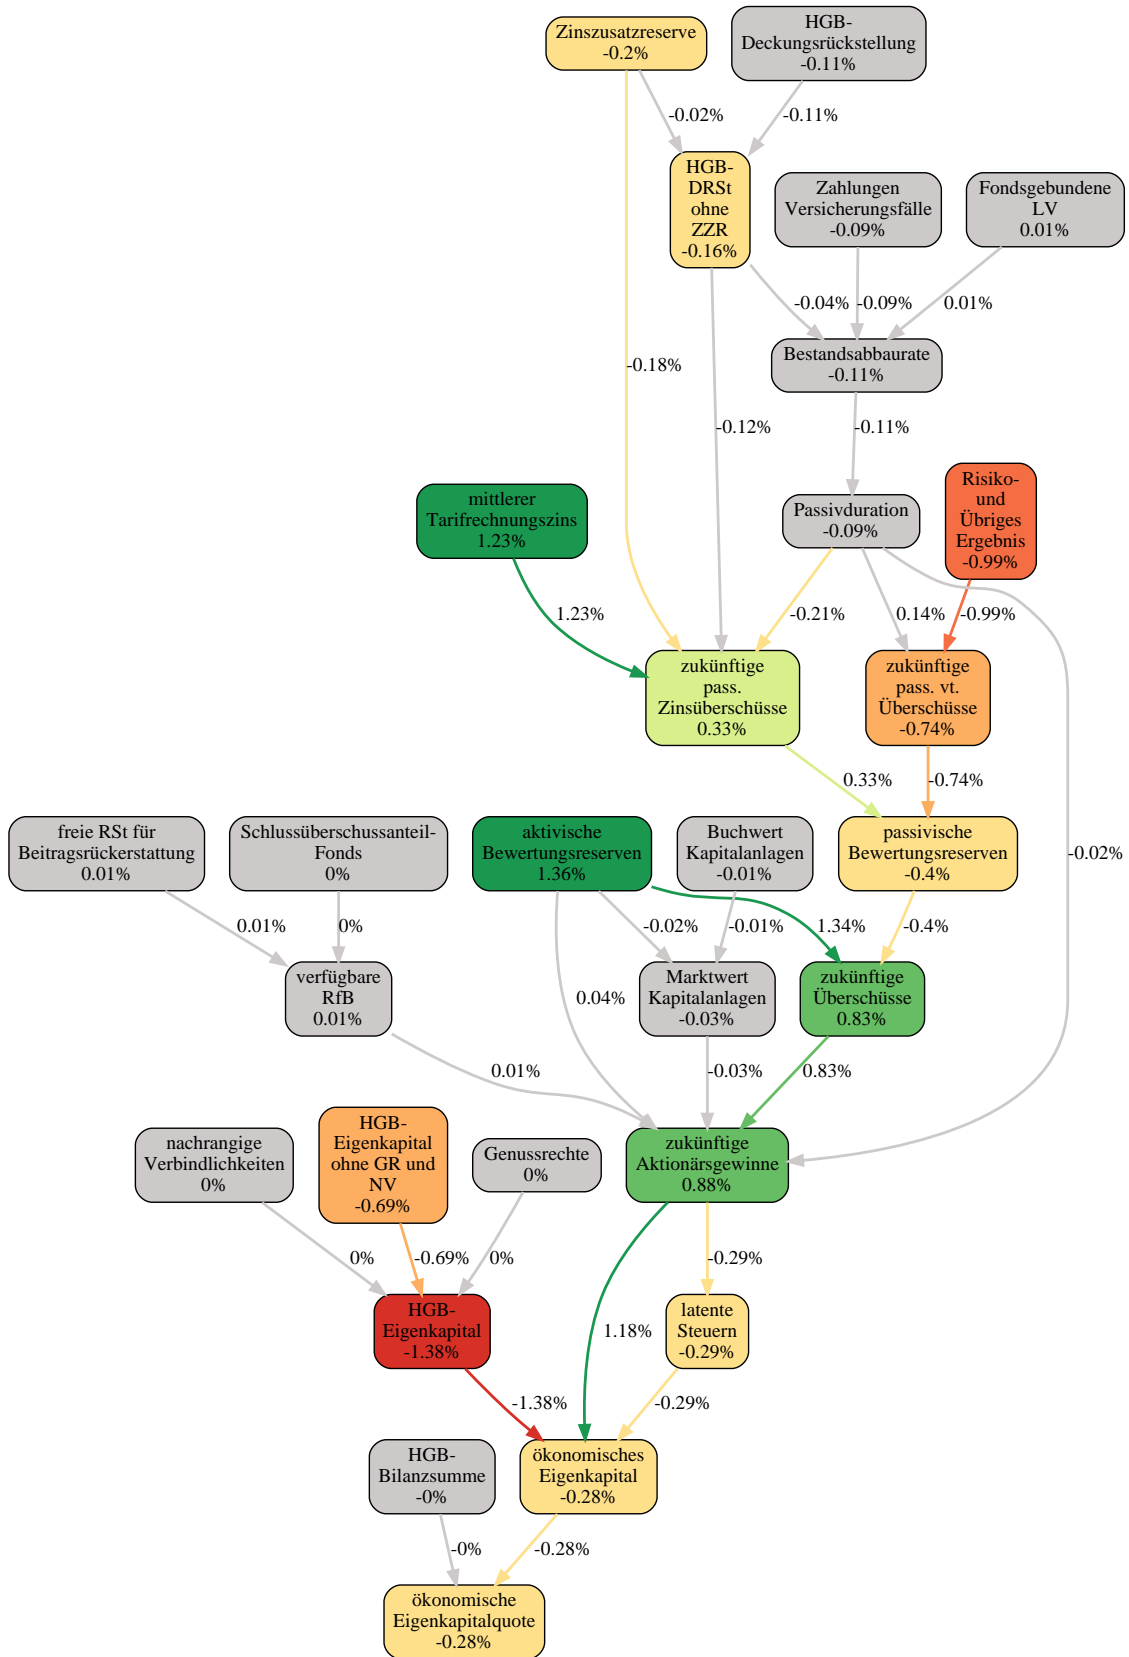 Zinszusatzreserve
-0.2%
HGB-
Deckungsrückstellung
-0.11%
-0.02%
-0.11%
HGB-
DRSt
ohne
ZZR
-0.16%
Zahlungen
Versicherungsfälle
-0.09%
Fondsgebundene
LV
0.01%
-0.04%
-0.09%
0.01%
-0.18%
Bestandsabbaurate
-0.11%
-0.12%
-0.11%
mittlerer
Tarifrechnungszins
1.23%
Passivduration
-0.09%
Risiko-
und
Übriges
Ergebnis
-0.99%
1.23%
-0.21%
0.14%
-0.99%
zukünftige
pass.
Zinsüberschüsse
0.33%
zukünftige
pass. vt.
Überschüsse
-0.74%
0.33%
-0.74%
freie RSt für
Beitragsrückerstattung
0.01%
Schlussüberschussanteil-
Fonds
0%
aktivische
Bewertungsreserven
1.36%
Buchwert
Kapitalanlagen
-0.01%
passivische
Bewertungsreserven
-0.4%
-0.02%
0.01%
0%
-0.02%
-0.01%
1.34%
-0.4%
verfügbare
RfB
0.01%
0.04%
Marktwert
Kapitalanlagen
-0.03%
zukünftige
Überschüsse
0.83%
0.01%
-0.03%
0.83%
nachrangige
Verbindlichkeiten
0%
HGB-
Eigenkapital
ohne GR und
NV
-0.69%
Genussrechte
0%
zukünftige
Aktionärsgewinne
0.88%
0%
-0.69%
0%
-0.29%
HGB-
Eigenkapital
-1.38%
1.18%
latente
Steuern
-0.29%
-1.38%
-0.29%
HGB-
Bilanzsumme
-0%
ökonomisches
Eigenkapital
-0.28%
-0%
-0.28%
ökonomische
Eigenkapitalquote
-0.28%